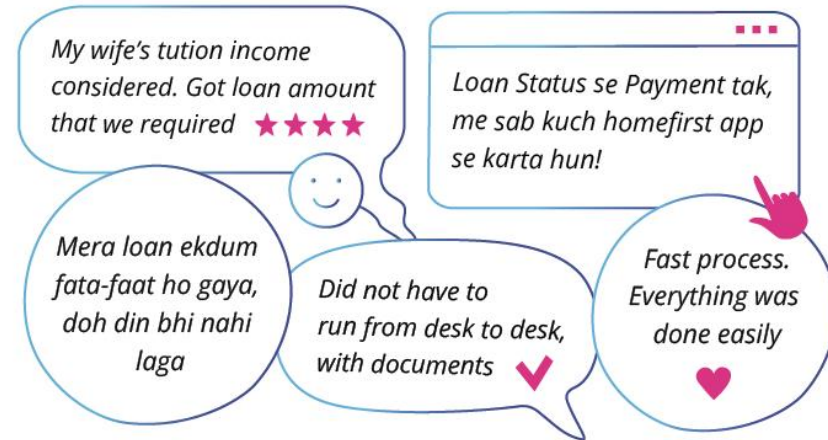 My wife's tution income
considered. Got loan amount
that we required
Loan Status se Payment tak,
me sab kuch homefirst app
se karta hun!
Mera loan ekdum
fata-faat ho gaya,
doh din bhi nahi
laga
Did not have to
run from desk to desk,
with documents
Fast process.
Everything was
done easily